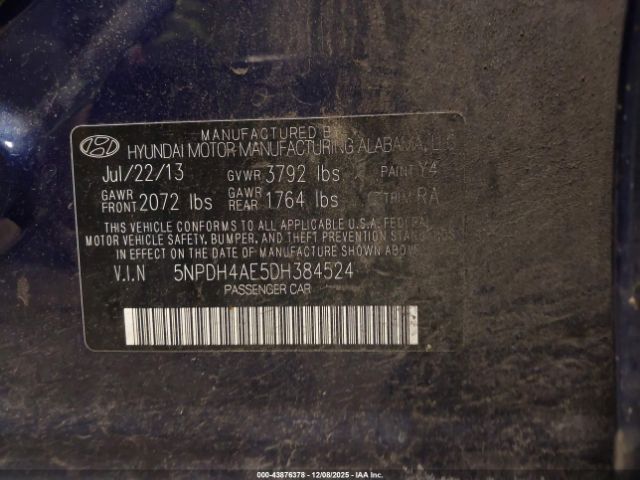 MANUFACTURED BY
HYUNDAI MOTOR MANUFACTURING ALABAMA, LLC
Jul/22/13 GVWR 3792 lbs PAINT Y4
GAWR FRONT 2072 lbs GAWR REAR 1764 lbs TRIM RA
THIS VEHICLE CONFORMS TO ALL APPLICABLE U.S.A. FEDERAL
MOTOR VEHICLE SAFETY, BUMPER, AND THEFT PREVENTION STANDARDS
IN EFFECT ON THE DATE OF MANUFACTURE SHOWN ABOVE.
V.I.N 5NPDH4AE5DH384524
PASSENGER CAR
000-43876378 - 12/08/2025 - IAA Inc.